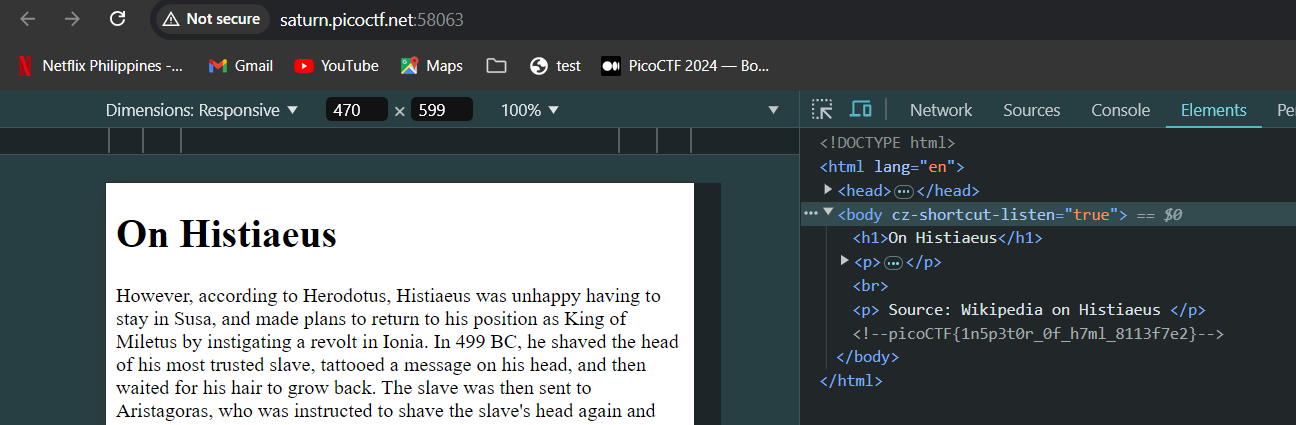 Not secure saturn.picoctf.net:58063
Netflix Philippines -... Gmail YouTube Maps test PicoCTF 2024 — Bo...
Dimensions: Responsive ▼ 470 × 599 100% ▼ ▼
Network Sources Console Elements Pe
On Histiaeus
However, according to Herodotus, Histiaeus was unhappy having to
stay in Susa, and made plans to return to his position as King of
Miletus by instigating a revolt in Ionia. In 499 BC, he shaved the head
of his most trusted slave, tattooed a message on his head, and then
waited for his hair to grow back. The slave was then sent to
Aristagoras, who was instructed to shave the slave's head again and
<!DOCTYPE html>
<html lang="en">
▶ <head> ••• </head>
••• ▼ <body cz-shortcut-listen="true"> == $0
<h1>On Histiaeus</h1>
▶ <p> ••• </p>
<br>
<p> Source: Wikipedia on Histiaeus </p>
<!--picoCTF{1n5p3t0r_0f_h7ml_8113f7e2}-->
</body>
</html>